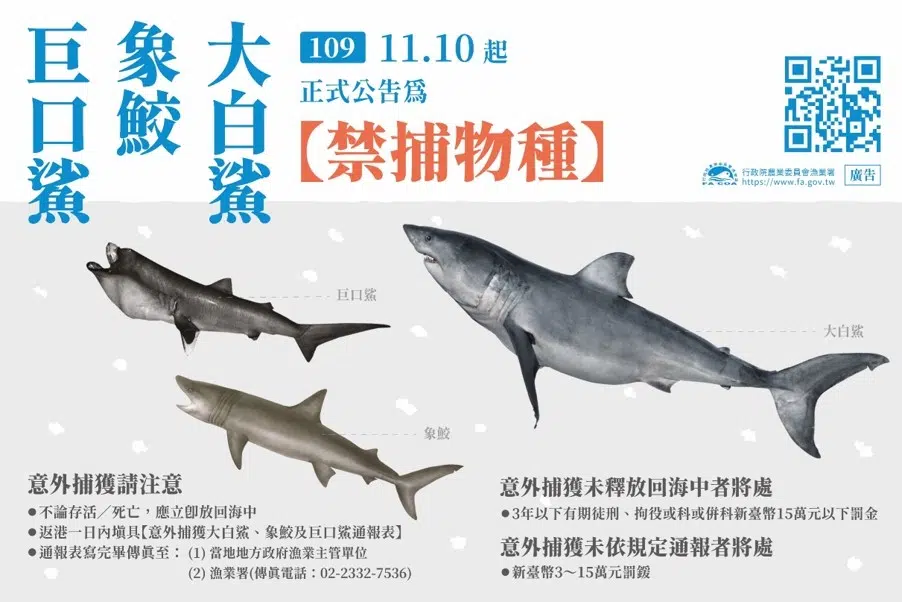 大白鯊
象鮫
巨口鯊
109 11.10 起
正式公告為
【禁捕物種】
FA COA
行政院農業委員會漁業署
https://www.fa.gov.tw
廣告
巨口鯊
大白鯊
象鮫
意外捕獲請注意
●不論存活／死亡，應立即放回海中
●返港一日內填具【意外捕獲大白鯊、象鮫及巨口鯊通報表】
●通報表寫完畢傳真至：(1) 當地地方政府漁業主管單位
(2) 漁業署(傳真電話：02-2332-7536)
意外捕獲未釋放回海中者將處
●3年以下有期徒刑、拘役或科或併科新臺幣15萬元以下罰金
意外捕獲未依規定通報者將處
●新臺幣3～15萬元罰鍰